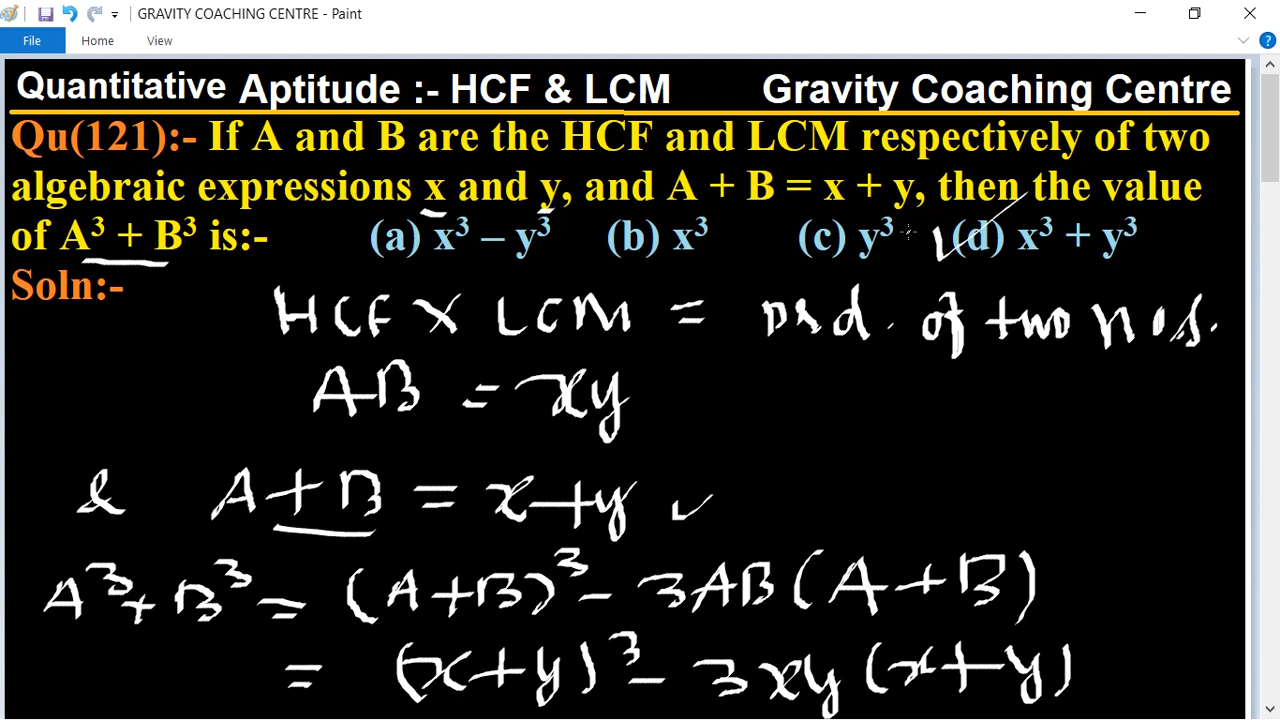 GRAVITY COACHING CENTRE - Paint
File Home View
Quantitative Aptitude :- HCF & LCM Gravity Coaching Centre
Qu(121):- If A and B are the HCF and LCM respectively of two
algebraic expressions x and y, and A + B = x + y, then the value
of A³ + B³ is:- (a) x³ – y³ (b) x³ (c) y³ (d) x³ + y³
Soln:-
HCF × LCM = prd. of two nos.
AB = xy
& A+B = x+y ✓
A³+B³ = (A+B)³ - 3AB(A+B)
= (x+y)³ - 3xy(x+y)